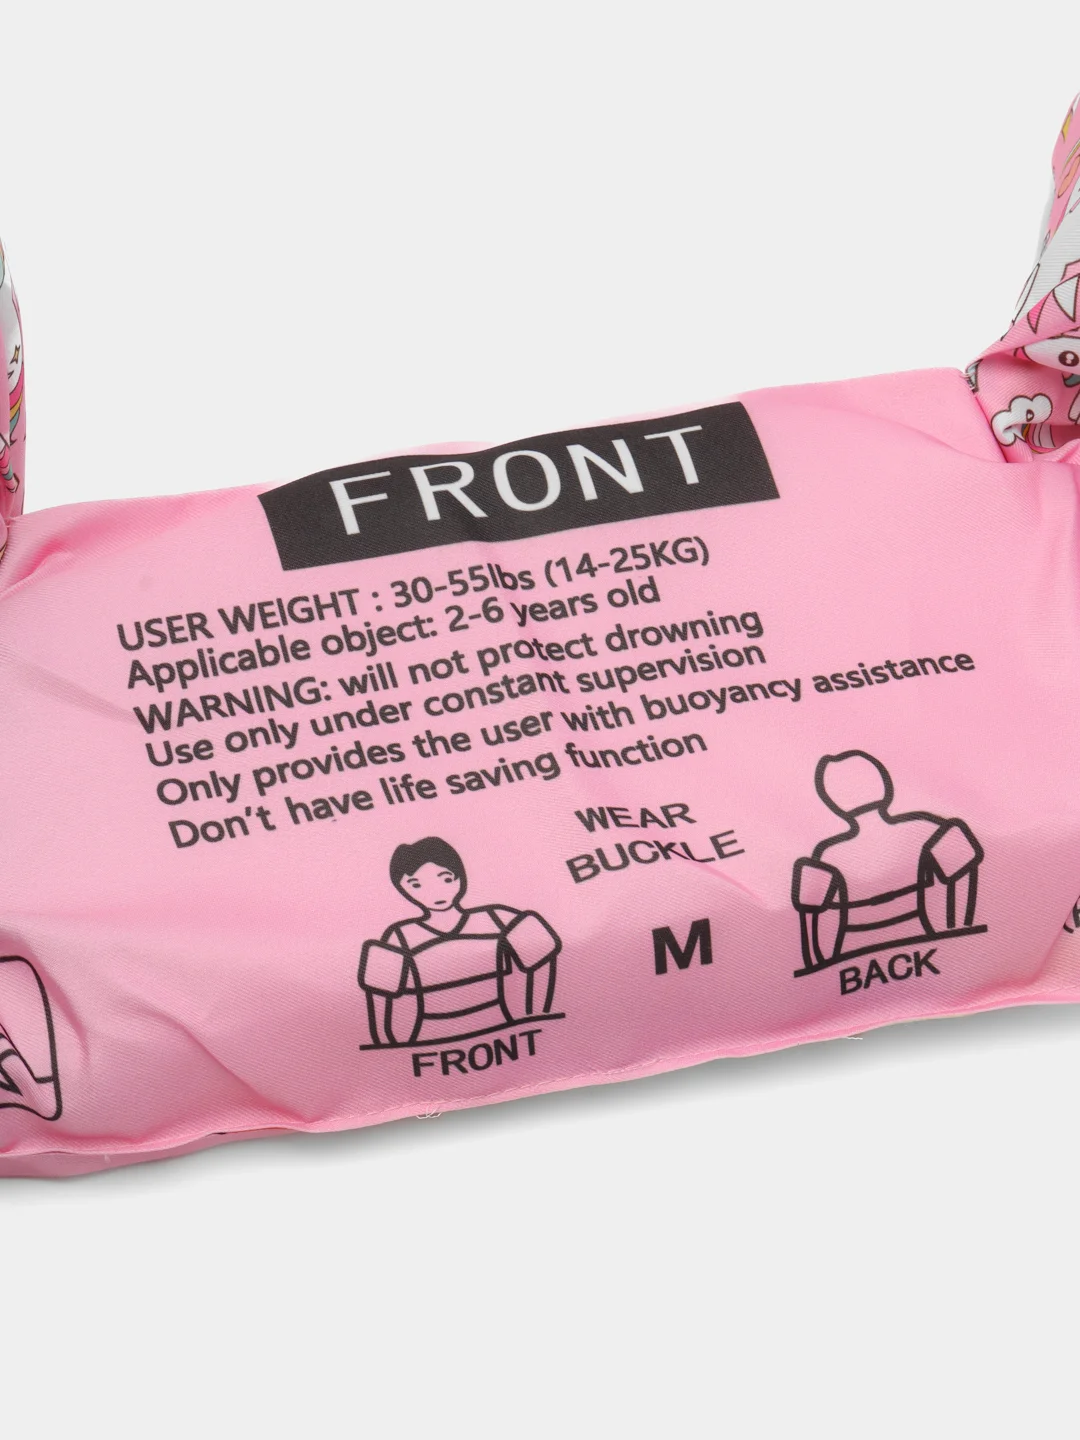 FRONT
USER WEIGHT : 30-55lbs (14-25KG)
Applicable object: 2-6 years old
WARNING: will not protect drowning
Use only under constant supervision
Only provides the user with buoyancy assistance
Don't have life saving function
WEAR
BUCKLE
M
FRONT
BACK